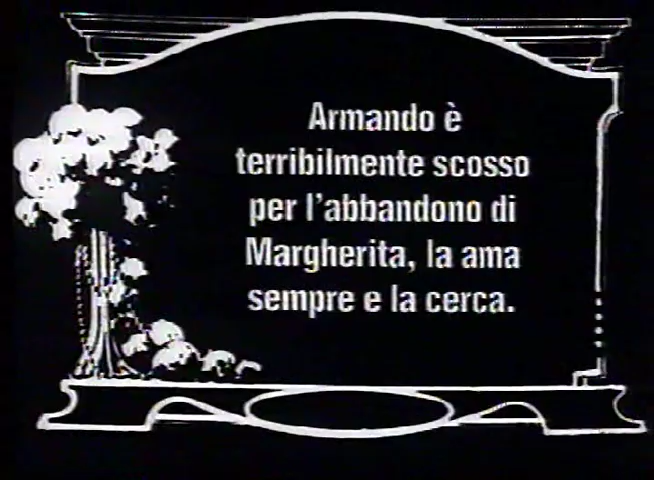 Armando è
terribilmente scosso
per l'abbandono di
Margherita, la ama
sempre e la cerca.